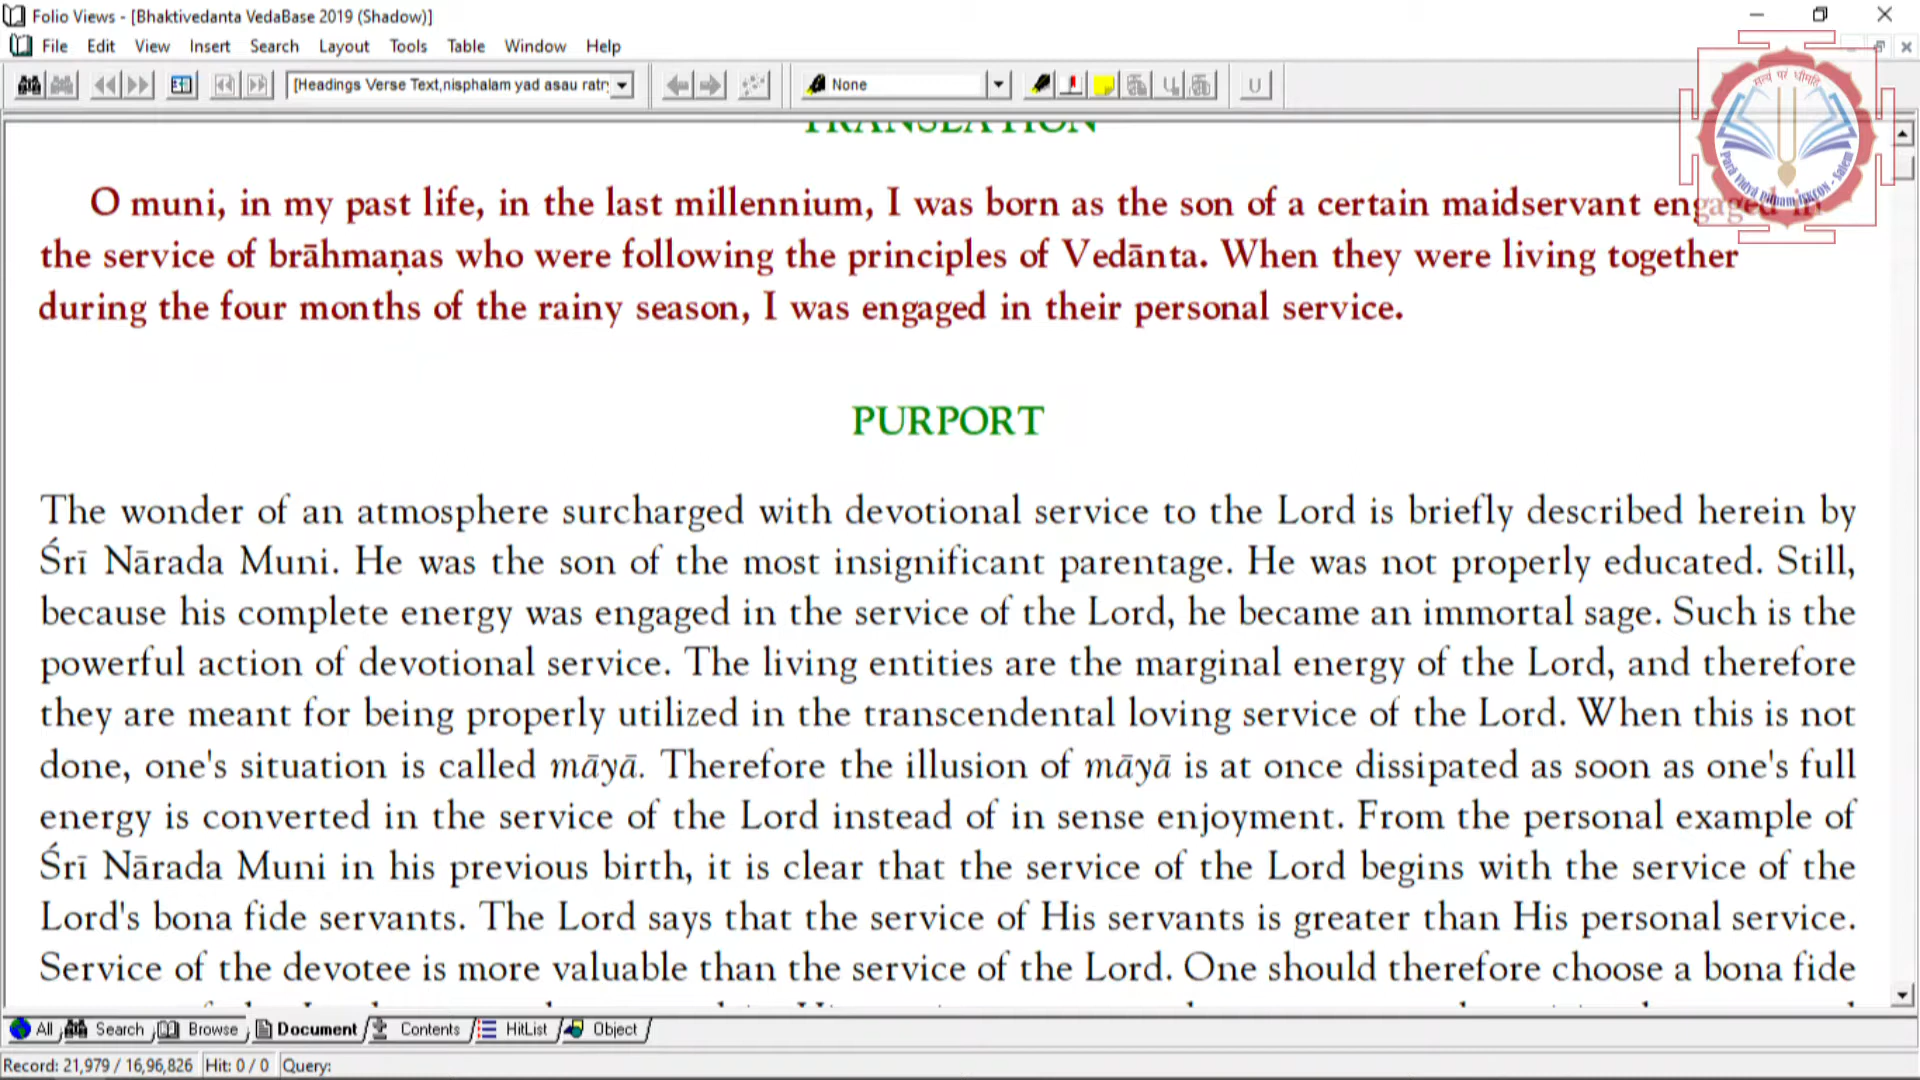 Folio Views - [Bhaktivedanta VedaBase 2019 (Shadow)]
File Edit View Insert Search Layout Tools Table Window Help
[Headings Verse Text,nisphalam yad asau ratr
None
U
TRANSLATION
सत्यं परं धीमहि
Parā Vidyā Pīṭham ISKCON - Salem
O muni, in my past life, in the last millennium, I was born as the son of a certain maidservant engaged in
the service of brāhmaṇas who were following the principles of Vedānta. When they were living together
during the four months of the rainy season, I was engaged in their personal service.
PURPORT
The wonder of an atmosphere surcharged with devotional service to the Lord is briefly described herein by
Śrī Nārada Muni. He was the son of the most insignificant parentage. He was not properly educated. Still,
because his complete energy was engaged in the service of the Lord, he became an immortal sage. Such is the
powerful action of devotional service. The living entities are the marginal energy of the Lord, and therefore
they are meant for being properly utilized in the transcendental loving service of the Lord. When this is not
done, one's situation is called māyā. Therefore the illusion of māyā is at once dissipated as soon as one's full
energy is converted in the service of the Lord instead of in sense enjoyment. From the personal example of
Śrī Nārada Muni in his previous birth, it is clear that the service of the Lord begins with the service of the
Lord's bona fide servants. The Lord says that the service of His servants is greater than His personal service.
Service of the devotee is more valuable than the service of the Lord. One should therefore choose a bona fide
All Search Browse Document Contents HitList Object
Record: 21,979 / 16,96,826 Hit: 0 / 0 Query: